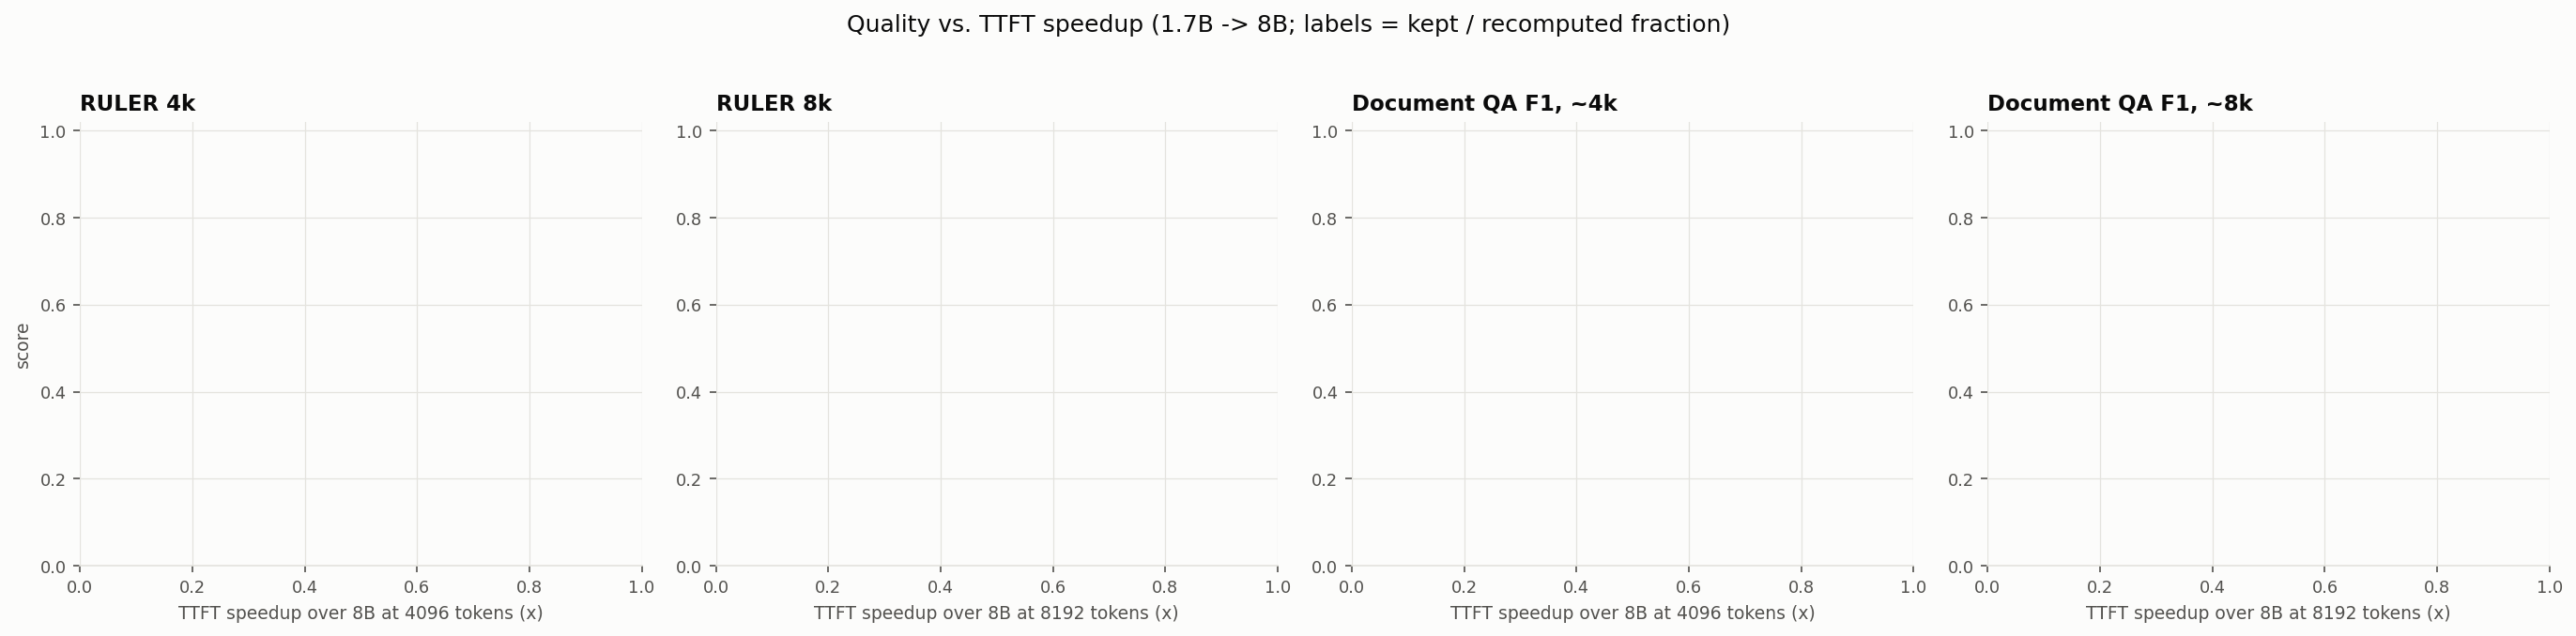 Quality vs. TTFT speedup (1.7B -> 8B; labels = kept / recomputed fraction)
RULER 4k
1.0
0.8
0.6
0.4
0.2
0.0
score
0.0 0.2 0.4 0.6 0.8 1.0
TTFT speedup over 8B at 4096 tokens (x)
RULER 8k
1.0
0.8
0.6
0.4
0.2
0.0
0.0 0.2 0.4 0.6 0.8 1.0
TTFT speedup over 8B at 8192 tokens (x)
Document QA F1, ~4k
1.0
0.8
0.6
0.4
0.2
0.0
0.0 0.2 0.4 0.6 0.8 1.0
TTFT speedup over 8B at 4096 tokens (x)
Document QA F1, ~8k
1.0
0.8
0.6
0.4
0.2
0.0
0.0 0.2 0.4 0.6 0.8 1.0
TTFT speedup over 8B at 8192 tokens (x)